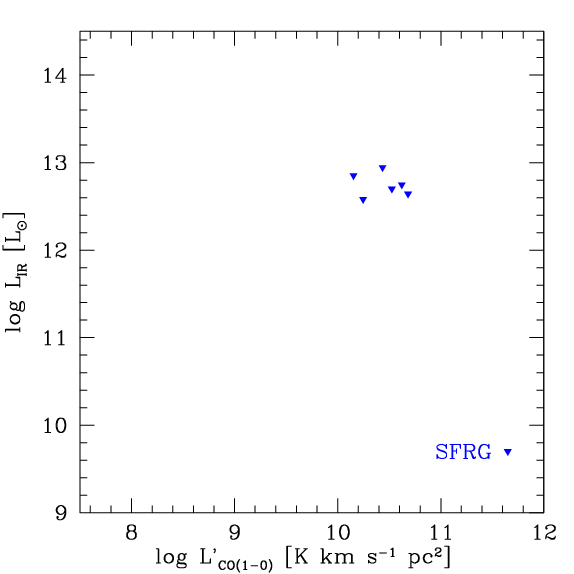 14
13
12
11
10
9
log L_IR [L_⊙]
SFRG
8 9 10 11 12
log L'_CO(1−0) [K km s⁻¹ pc²]